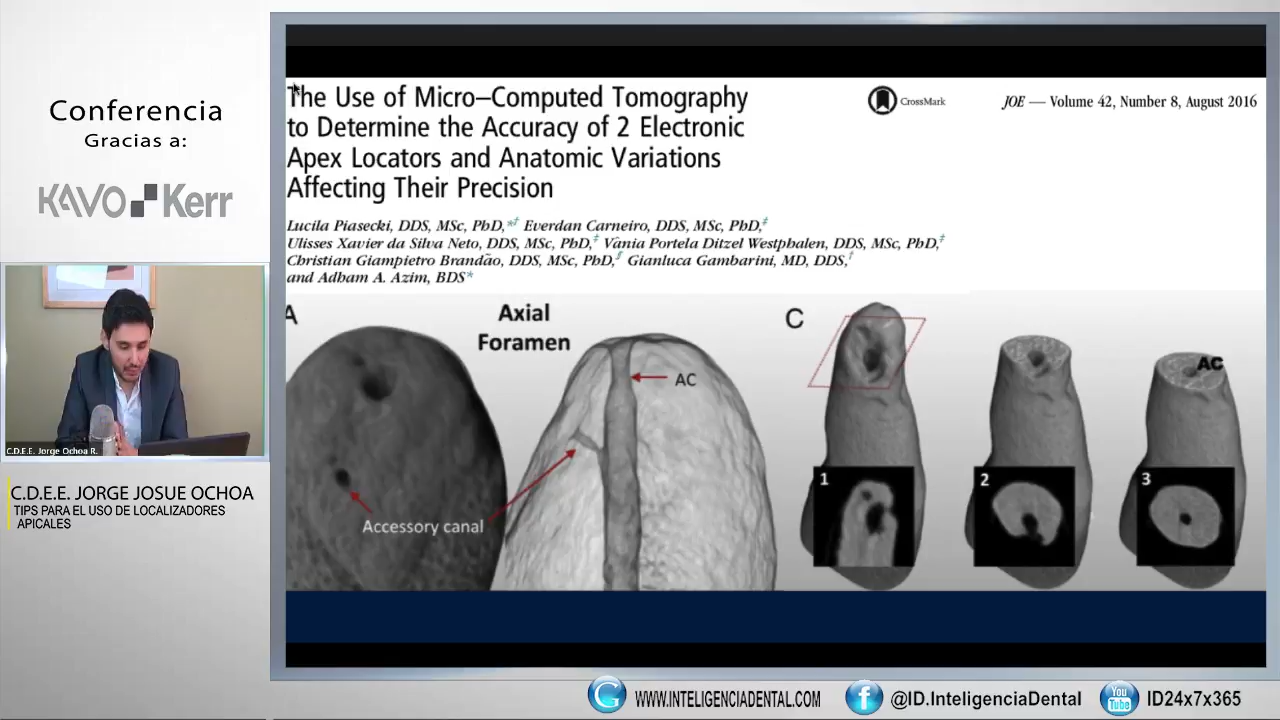 Conferencia
Gracias a:
KAVO Kerr
C.D.E.E. Jorge Ochoa R.
C.D.E.E. JORGE JOSUE OCHOA
TIPS PARA EL USO DE LOCALIZADORES
APICALES
The Use of Micro–Computed Tomography
to Determine the Accuracy of 2 Electronic
Apex Locators and Anatomic Variations
Affecting Their Precision
CrossMark
JOE — Volume 42, Number 8, August 2016
Lucila Piasecki, DDS, MSc, PhD,*‡ Everdan Carneiro, DDS, MSc, PhD,‡
Ulisses Xavier da Silva Neto, DDS, MSc, PhD,‡ Vânia Portela Ditzel Westphalen, DDS, MSc, PhD,‡
Christian Giampietro Brandão, DDS, MSc, PhD,§ Gianluca Gambarini, MD, DDS,†
and Adham A. Azim, BDS*
A
Axial
Foramen
AC
Accessory canal
C
AC
1
2
3
WWW.INTELIGENCIADENTAL.COM
f
@ID.InteligenciaDental
You
Tube
ID24x7x365